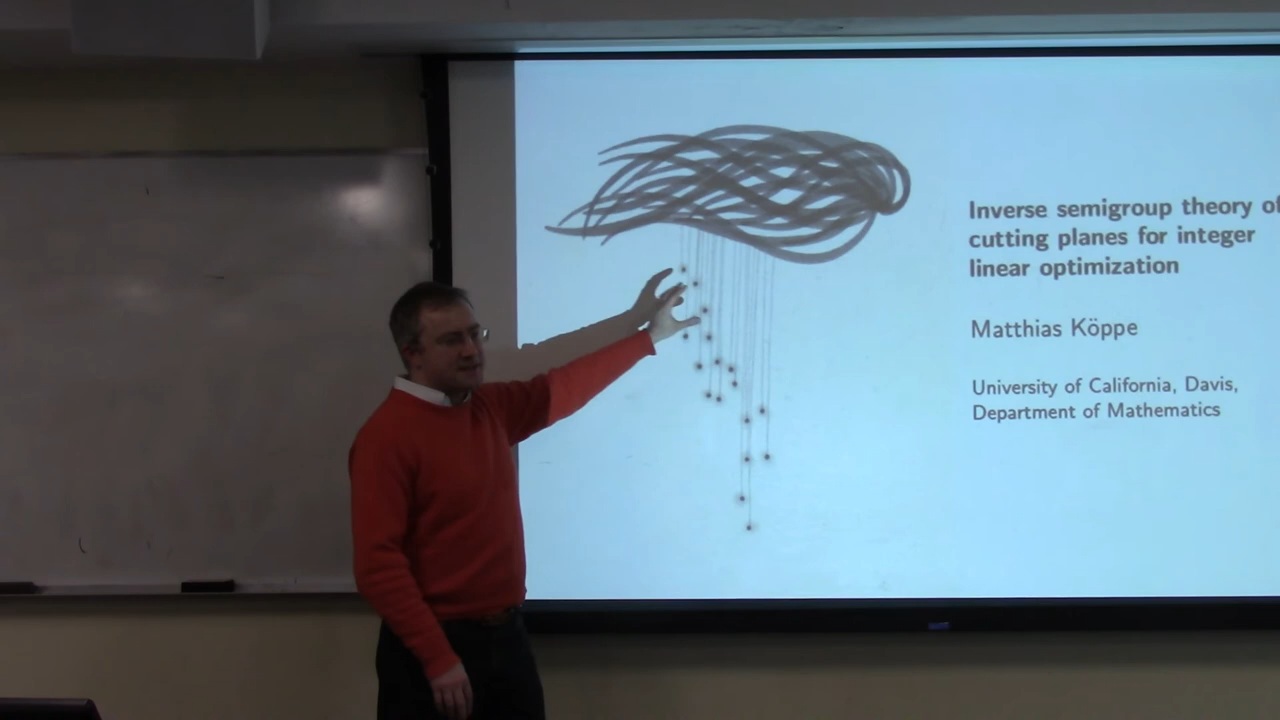 Inverse semigroup theory of
cutting planes for integer
linear optimization
Matthias Köppe
University of California, Davis,
Department of Mathematics